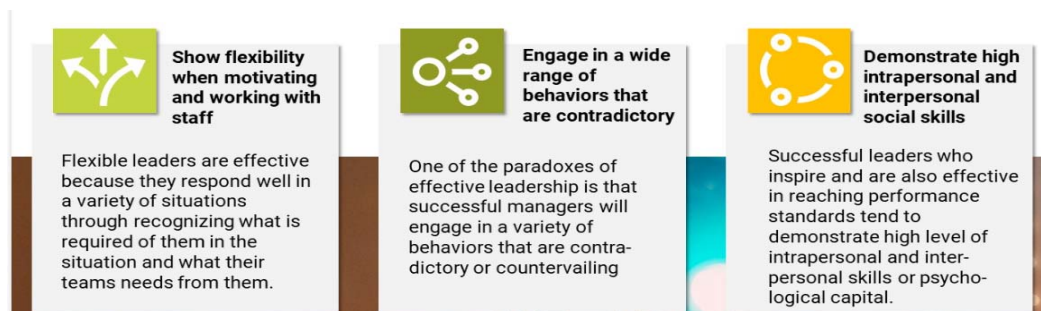 Show flexibility
when motivating
and working with
staff
Flexible leaders are effective
because they respond well in
a variety of situations
through recognizing what is
required of them in the
situation and what their
teams needs from them.
Engage in a wide
range of
behaviors that
are contradictory
One of the paradoxes of
effective leadership is that
successful managers will
engage in a variety of
behaviors that are contra-
dictory or countervailing
Demonstrate high
intrapersonal and
interpersonal
social skills
Successful leaders who
inspire and are also effective
in reaching performance
standards tend to
demonstrate high level of
intrapersonal and inter-
personal skills or psycho-
logical capital.